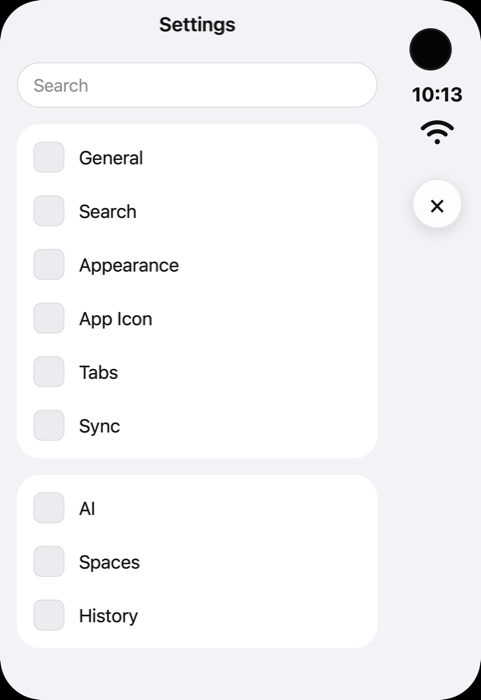 Settings
10:13
Search
General
Search
Appearance
App Icon
Tabs
Sync
AI
Spaces
History